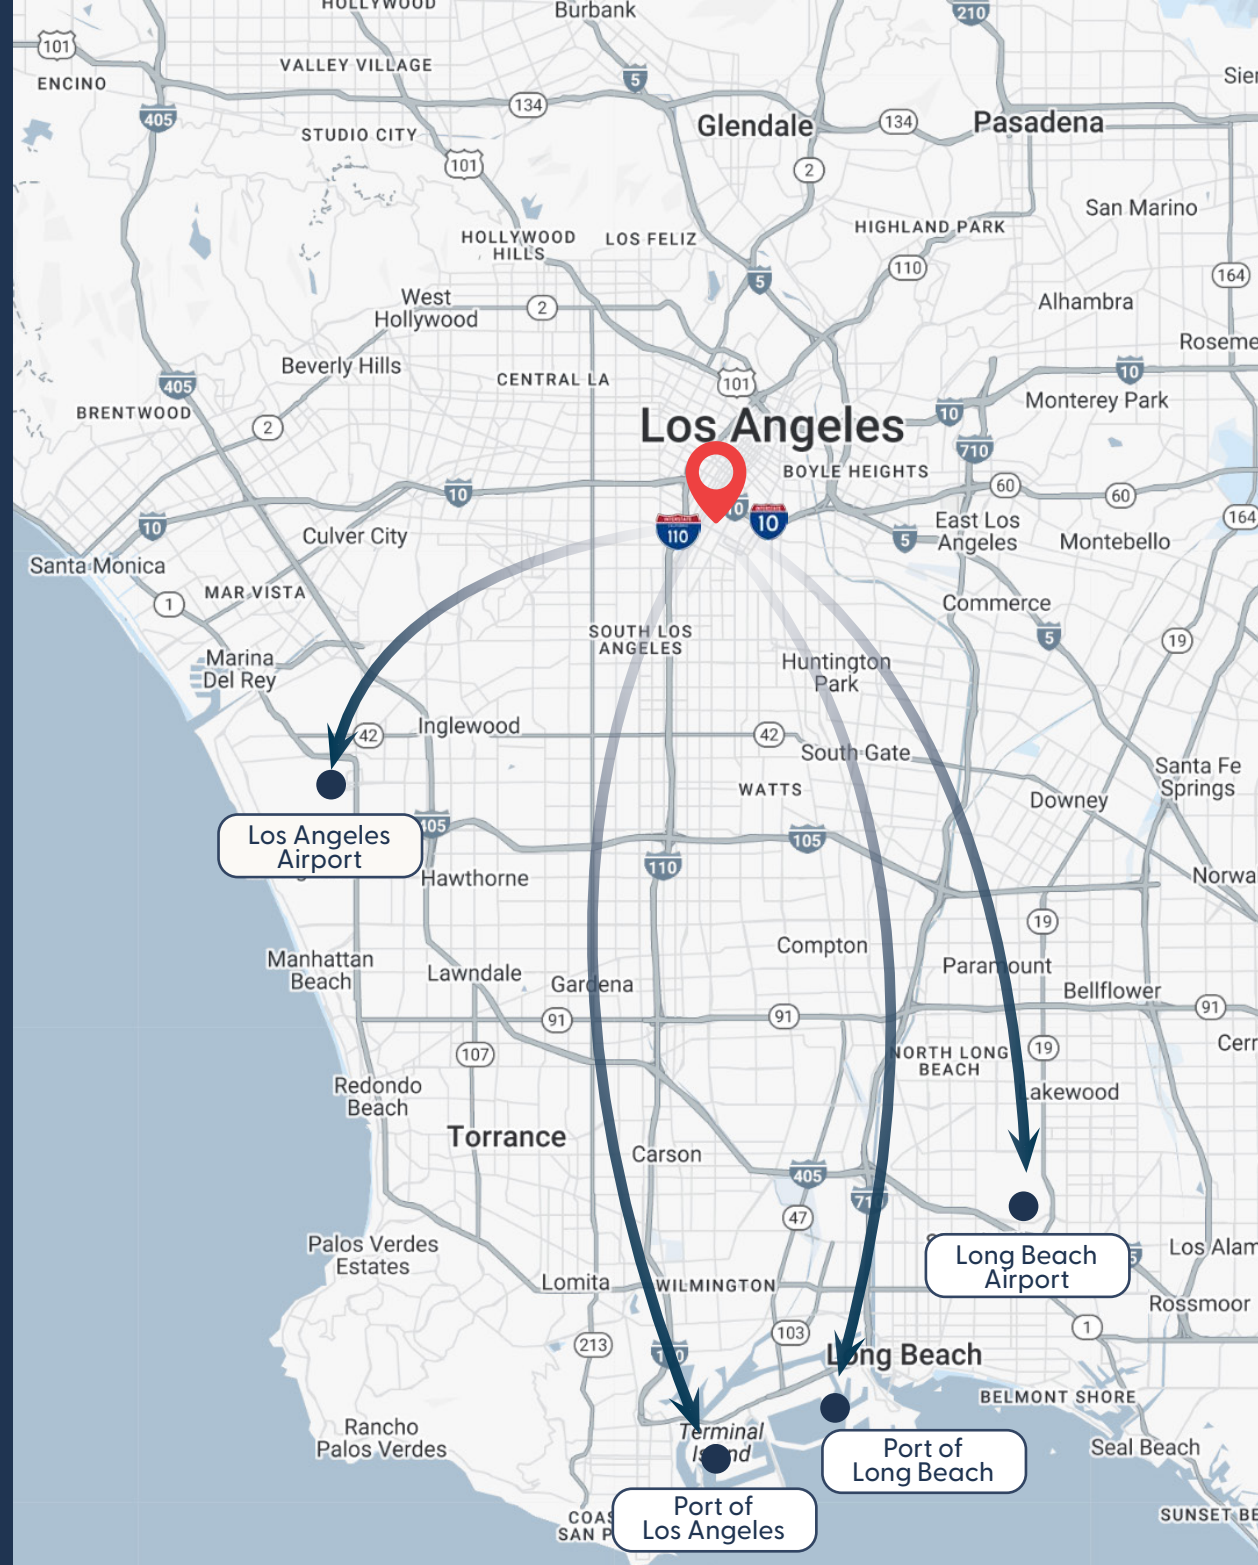 HOLLYWOOD
Burbank
210
101
VALLEY VILLAGE
5
ENCINO
134
405
STUDIO CITY
Glendale
134
Pasadena
101
2
San Marino
HOLLYWOOD
HILLS
LOS FELIZ
HIGHLAND PARK
110
164
5
West
Hollywood
2
Alhambra
Beverly Hills
CENTRAL LA
101
10
405
BRENTWOOD
2
Los Angeles
10
Monterey Park
710
BOYLE HEIGHTS
10
60
60
10
10
INTERSTATE
110
INTERSTATE
10
164
Culver City
5
East Los
Angeles
Montebello
Santa Monica
MAR VISTA
1
Commerce
5
19
SOUTH LOS
ANGELES
Marina
Del Rey
Huntington
Park
42
Inglewood
42
South Gate
Santa Fe
Springs
WATTS
Downey
Los Angeles
Airport
105
110
Hawthorne
19
Compton
Manhattan
Beach
Lawndale
Gardena
Paramount
Bellflower
91
91
91
107
NORTH LONG
BEACH
19
Redondo
Beach
Lakewood
Torrance
Carson
405
47
Palos Verdes
Estates
Long Beach
Airport
Lomita
WILMINGTON
Rossmoor
1
103
213
Long Beach
BELMONT SHORE
Rancho
Palos Verdes
Terminal
Island
Port of
Long Beach
Seal Beach
Port of
Los Angeles